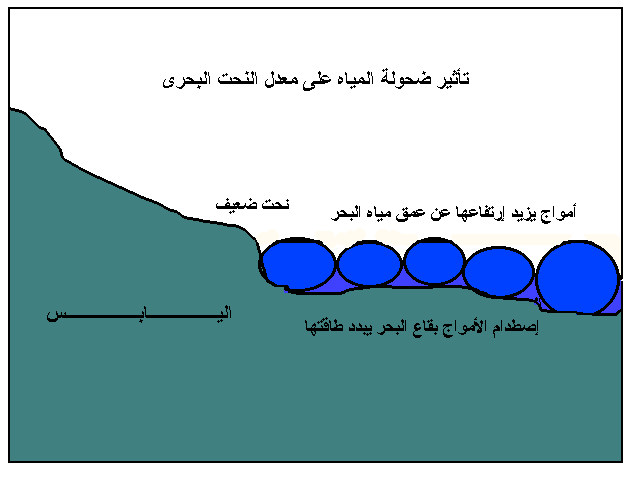 تأثير ضحولة المياه على معدل النحت البحرى
أمواج يزيد إرتفاعها عن عمق مياه البحر
نحت ضعيف
اليـــــــــــابـــــــــــس
إصطدام الأمواج بقاع البحر يبدد طاقتها